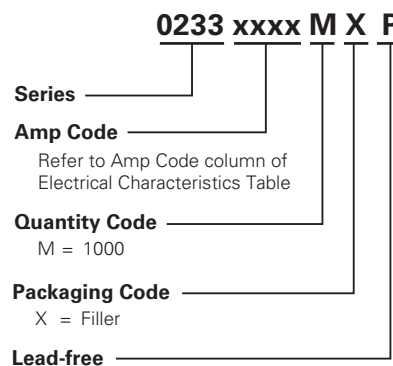 0233 xxxx M X P
Series
Amp Code
Refer to Amp Code column of
Electrical Characteristics Table
Quantity Code
M = 1000
Packaging Code
X = Filler
Lead-free